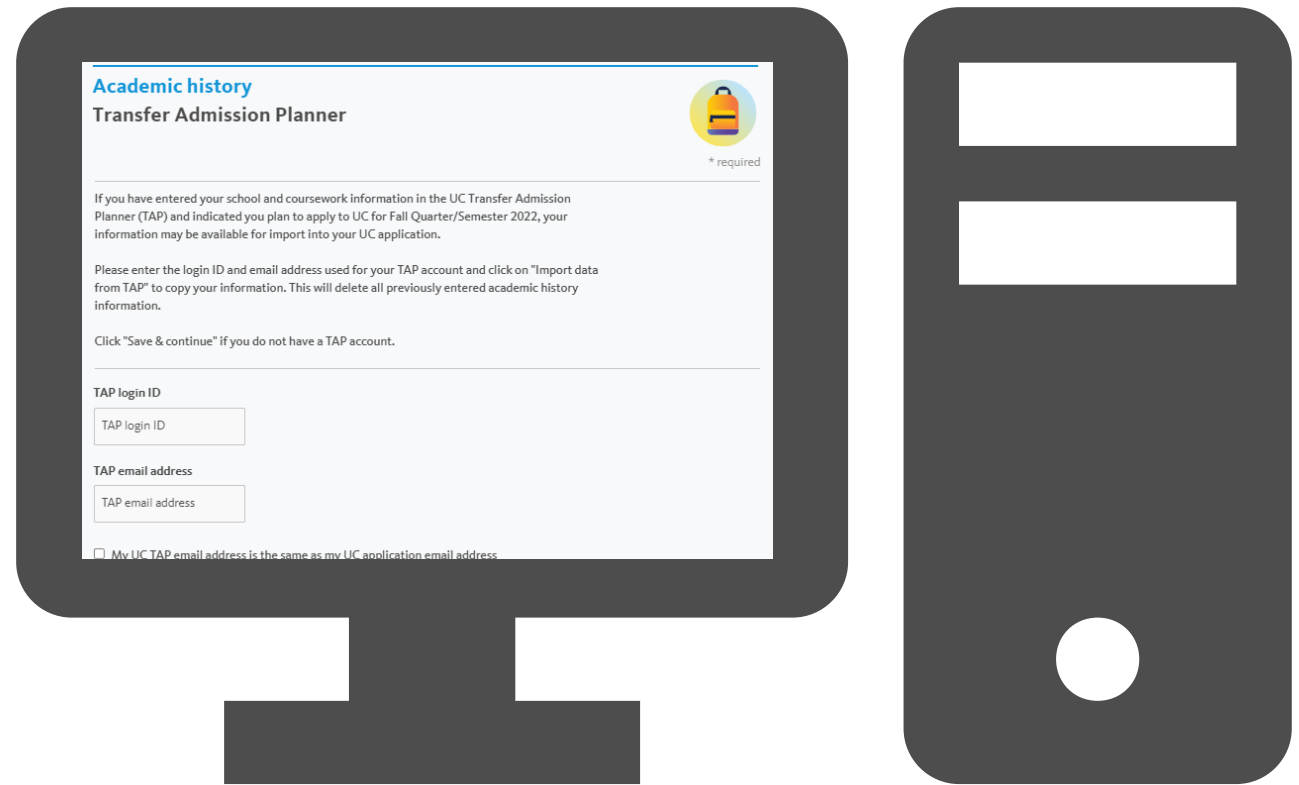 Academic history
Transfer Admission Planner
* required
If you have entered your school and coursework information in the UC Transfer Admission
Planner (TAP) and indicated you plan to apply to UC for Fall Quarter/Semester 2022, your
information may be available for import into your UC application.
Please enter the login ID and email address used for your TAP account and click on "Import data
from TAP" to copy your information. This will delete all previously entered academic history
information.
Click "Save & continue" if you do not have a TAP account.
TAP login ID
TAP login ID
TAP email address
TAP email address
My UC TAP email address is the same as my UC application email address